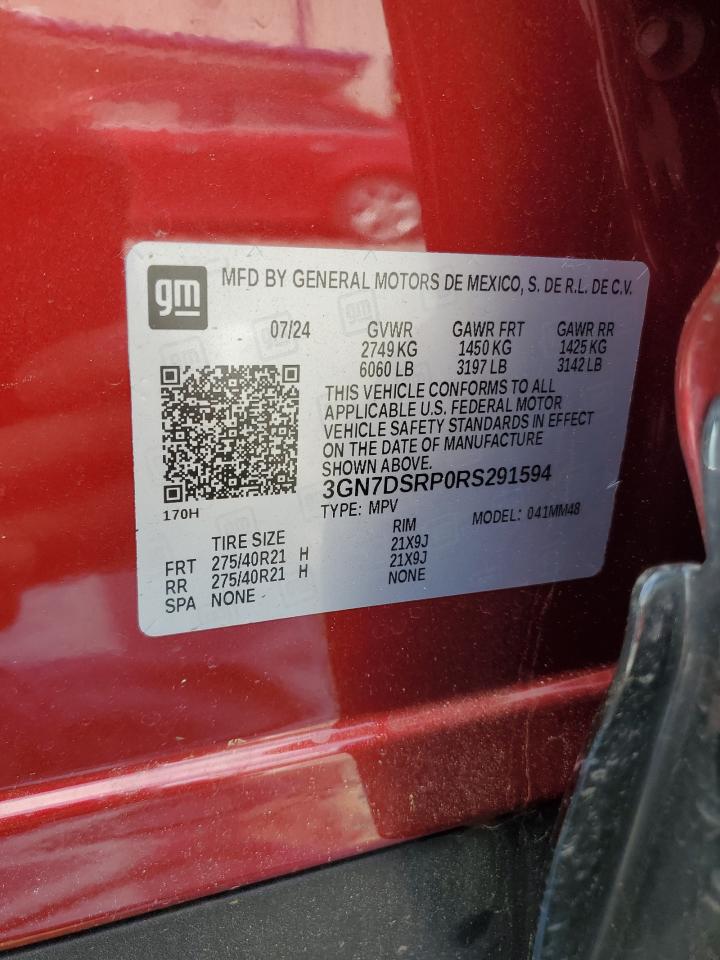 gm
MFD BY GENERAL MOTORS DE MEXICO, S. DE R.L. DE C.V.
07/24 GVWR GAWR FRT GAWR RR
2749 KG 1450 KG 1425 KG
6060 LB 3197 LB 3142 LB
THIS VEHICLE CONFORMS TO ALL
APPLICABLE U.S. FEDERAL MOTOR
VEHICLE SAFETY STANDARDS IN EFFECT
ON THE DATE OF MANUFACTURE
SHOWN ABOVE.
3GN7DSRP0RS291594
170H
TYPE: MPV MODEL: 041MM48
TIRE SIZE RIM
FRT 275/40R21 H 21X9J
RR 275/40R21 H 21X9J
SPA NONE NONE